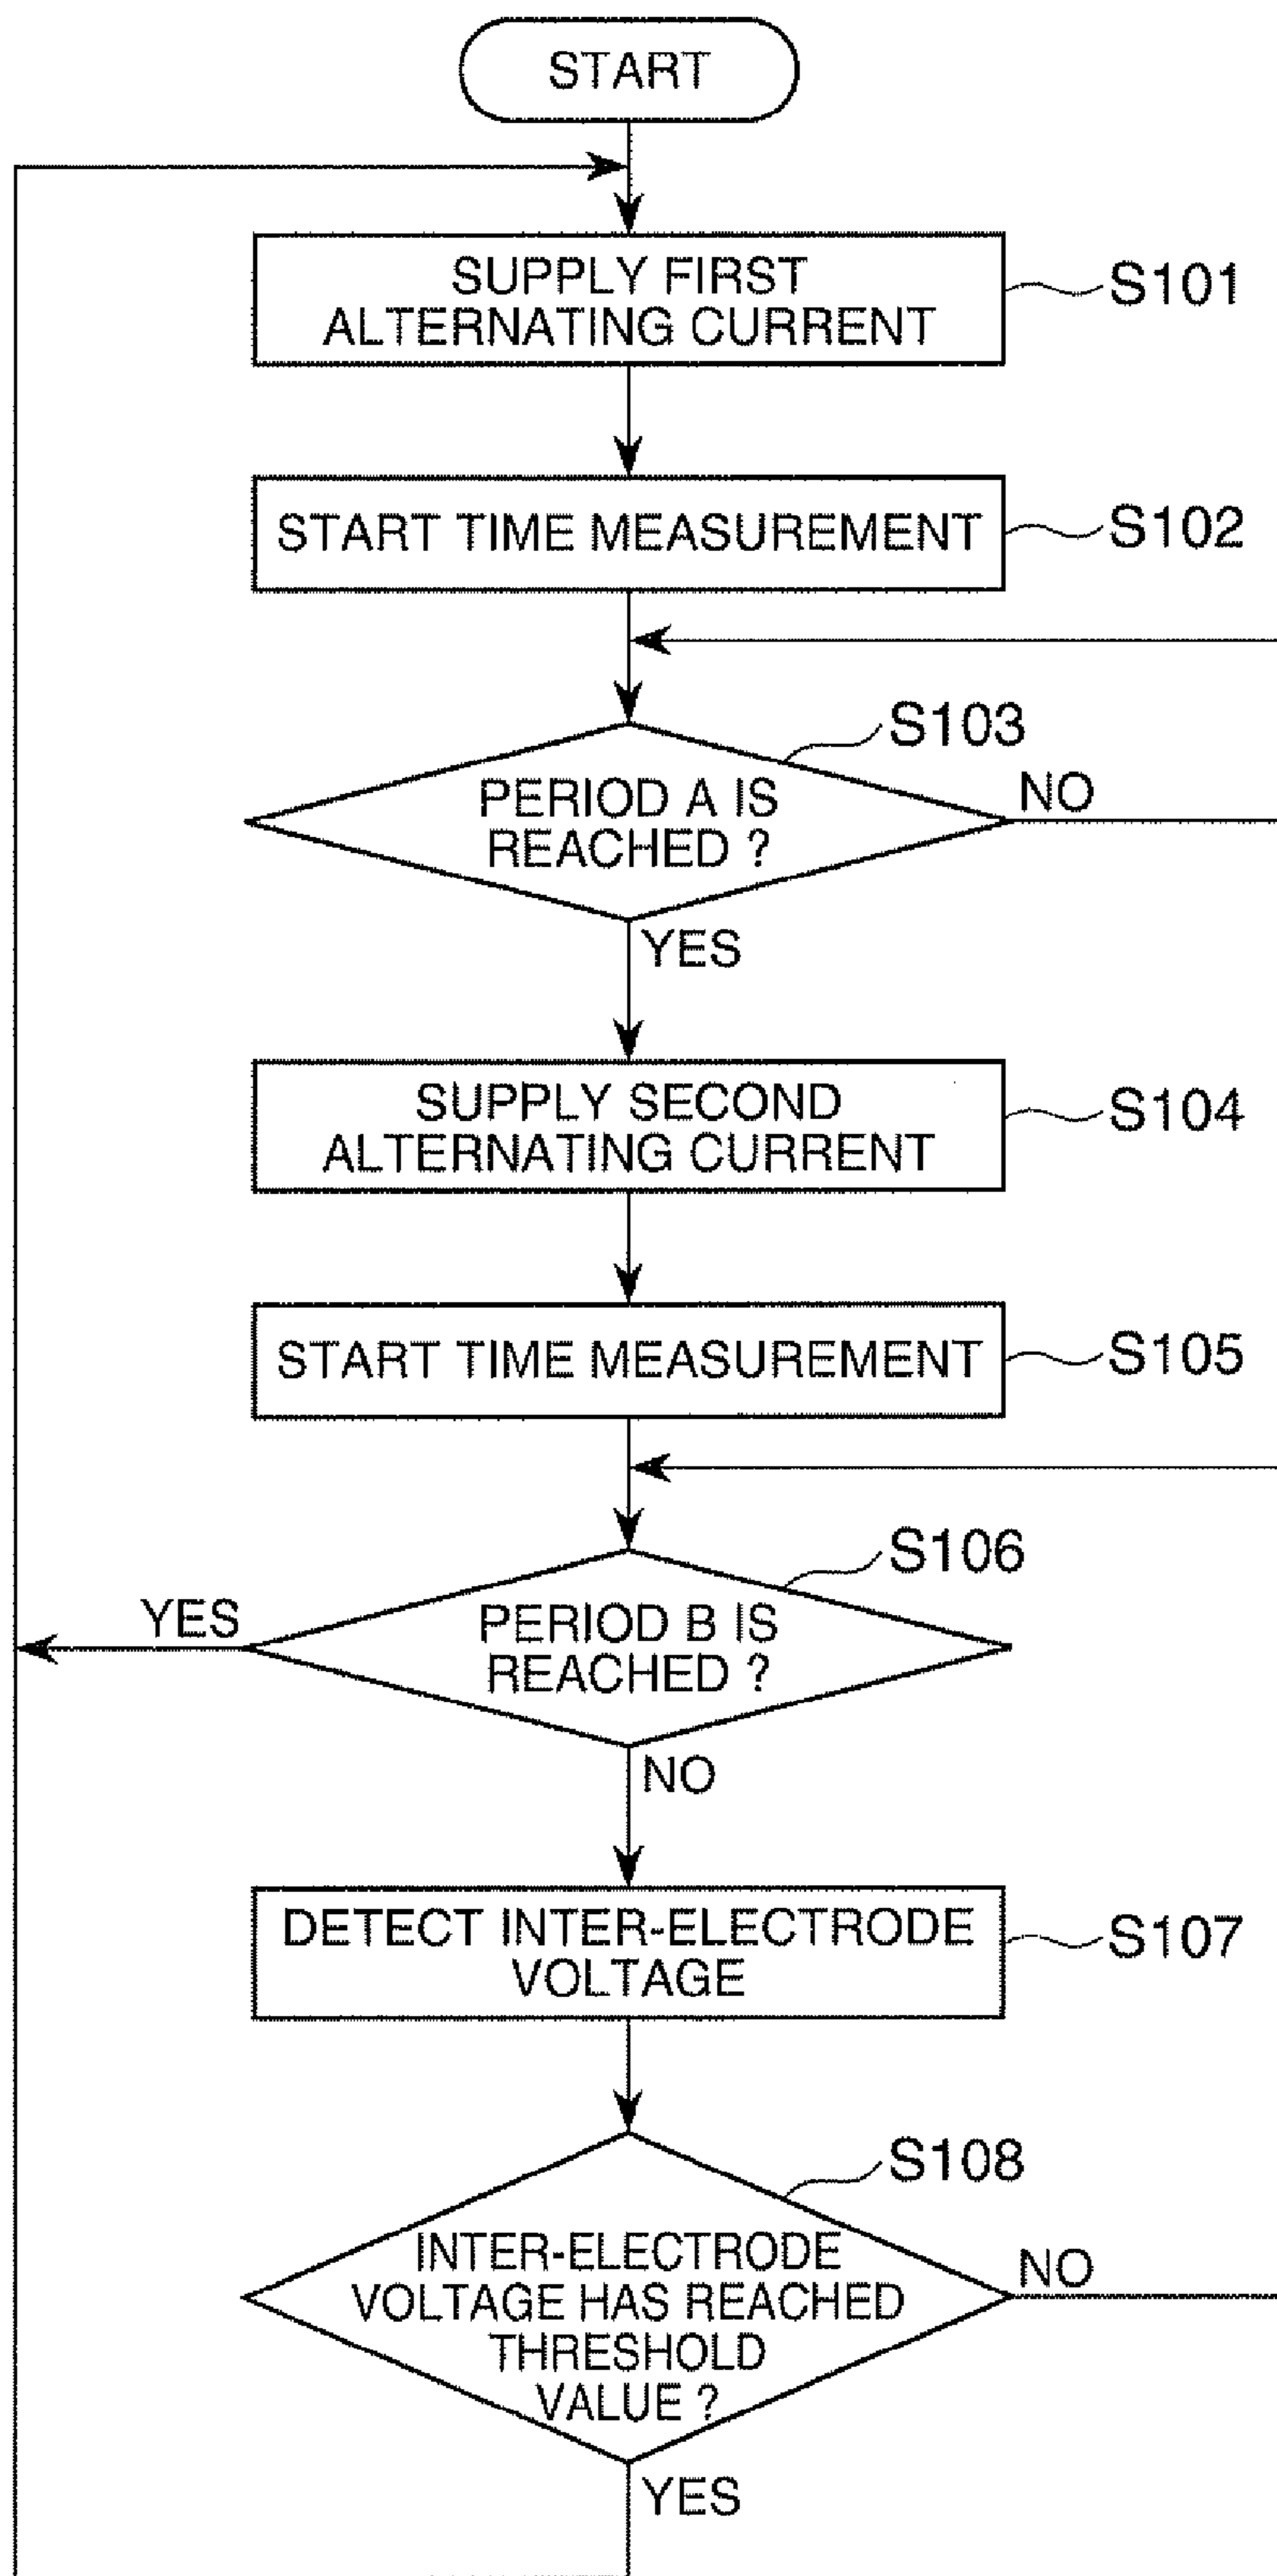 START
SUPPLY FIRST
ALTERNATING CURRENT
S101
START TIME MEASUREMENT
S102
S103
PERIOD A IS
REACHED ?
NO
YES
SUPPLY SECOND
ALTERNATING CURRENT
S104
START TIME MEASUREMENT
S105
S106
YES
PERIOD B IS
REACHED ?
NO
DETECT INTER-ELECTRODE
VOLTAGE
S107
S108
INTER-ELECTRODE
VOLTAGE HAS REACHED
THRESHOLD
VALUE ?
NO
YES